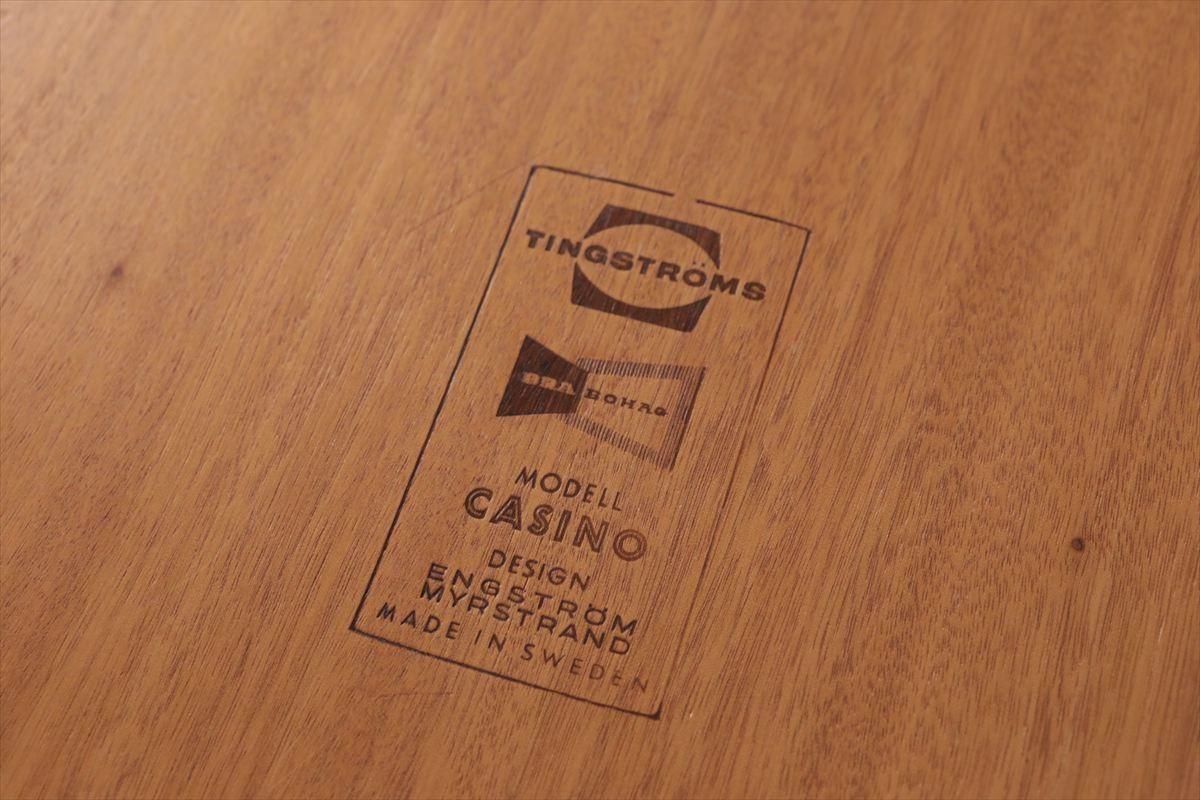 TINGSTRÖMS
BRA BOHAG
MODELL
CASINO
DESIGN
ENGSTRÖM
MYRSTRAND
MADE IN SWEDEN